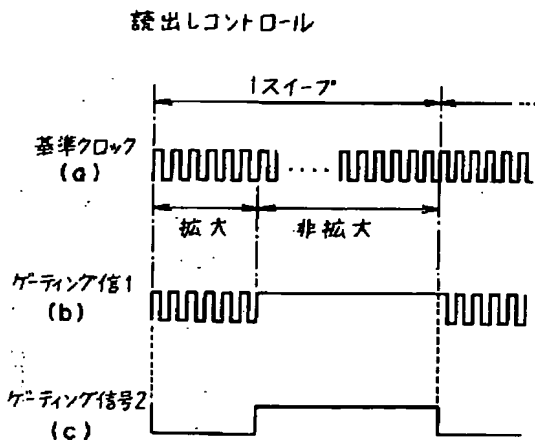 読出しコントロール
1スイープ
基準クロック
(a)
拡大
非拡大
ゲーティング信1
(b)
ゲーティング信号2
(c)